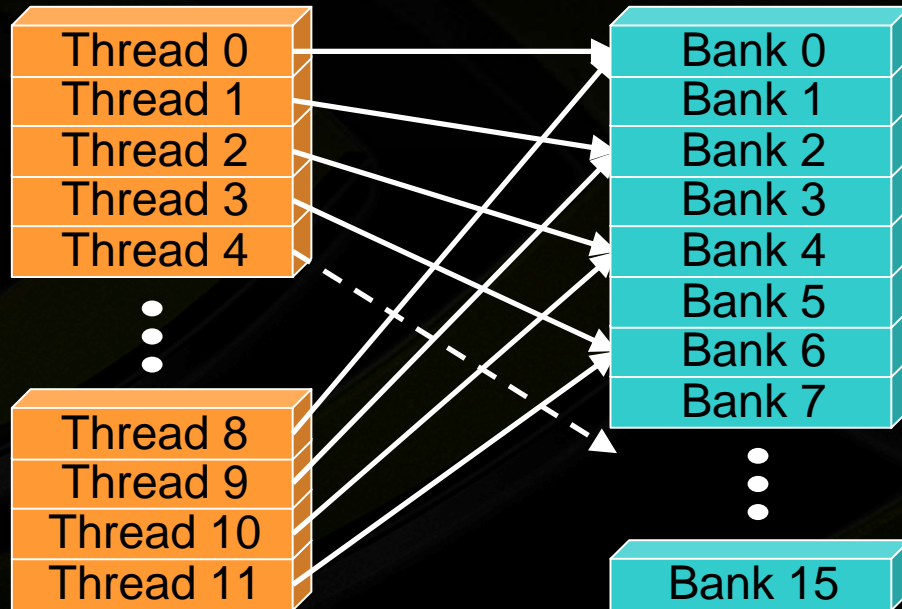 Thread 0
Thread 1
Thread 2
Thread 3
Thread 4
Thread 8
Thread 9
Thread 10
Thread 11
Bank 0
Bank 1
Bank 2
Bank 3
Bank 4
Bank 5
Bank 6
Bank 7
Bank 15